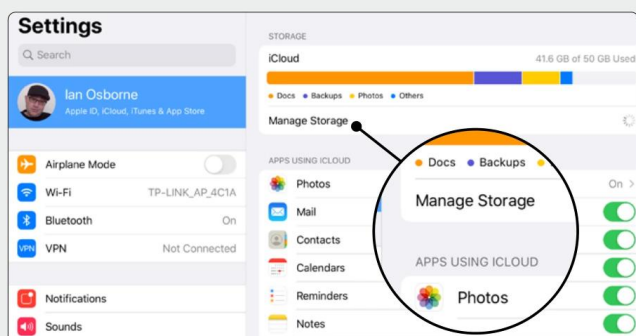 Settings
Search
Ian Osborne
Apple ID, iCloud, iTunes & App Store
Airplane Mode
Wi-Fi TP-LINK_AP_4C1A
Bluetooth On
VPN VPN Not Connected
Notifications
Sounds
STORAGE
iCloud 41.6 GB of 50 GB Used
Docs Backups Photos Others
Manage Storage
APPS USING ICLOUD
Photos On
Mail
Contacts
Calendars
Reminders
Notes
Docs Backups
Manage Storage
APPS USING ICLOUD
Photos